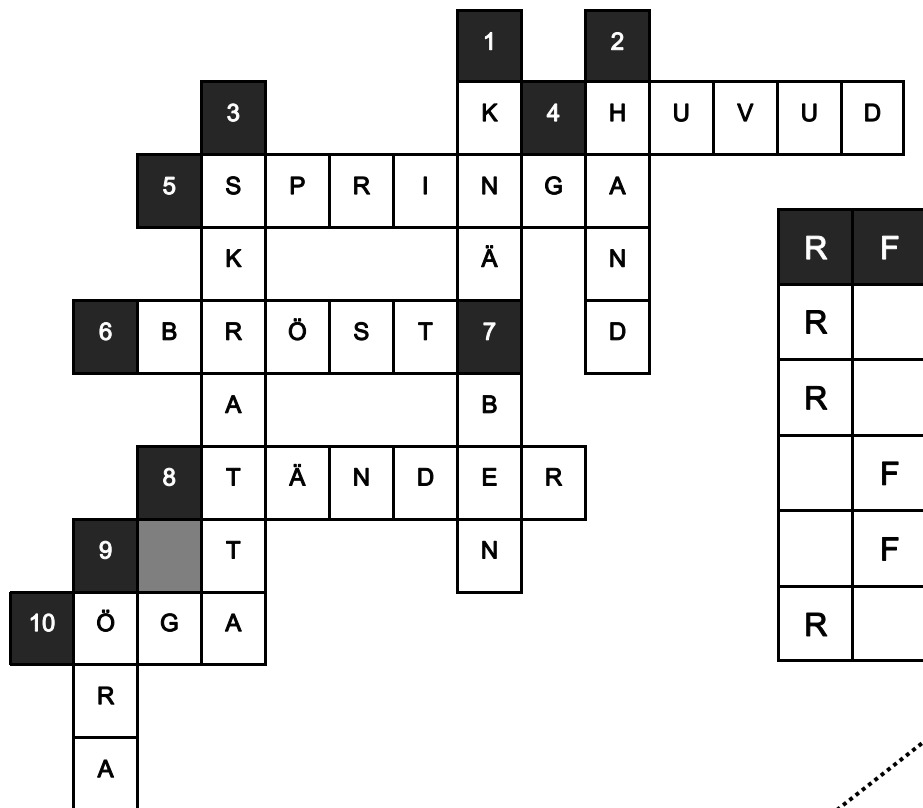 1 2
3 K 4 H U V U D
5 S P R I N G A
K Ä N
6 B R Ö S T 7 D
A B
8 T Ä N D E R
9 T N
10 Ö G A
R
A
R F
R
R
F
F
R